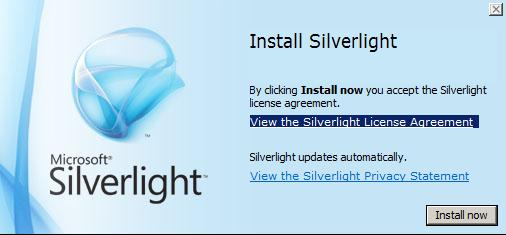 Install Silverlight
By clicking Install now you accept the Silverlight
license agreement.
View the Silverlight License Agreement
Silverlight updates automatically.
View the Silverlight Privacy Statement
Microsoft®
Silverlight™
Install now